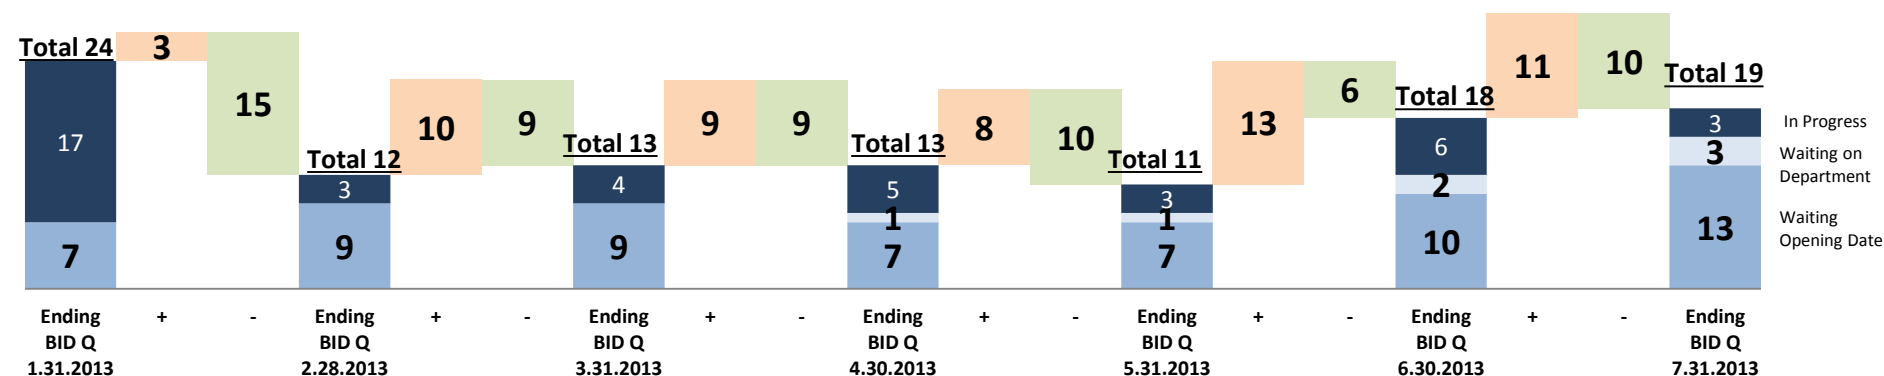 Total 24
3
15
17
7
Total 12
3
9
10
9
Total 13
4
9
9
9
Total 13
5
1
7
8
10
Total 11
3
1
7
13
6
Total 18
6
2
10
11
10
Total 19
3
3
13
In Progress
Waiting on
Department
Waiting
Opening Date
Ending
BID Q
1.31.2013
+
-
Ending
BID Q
2.28.2013
+
-
Ending
BID Q
3.31.2013
+
-
Ending
BID Q
4.30.2013
+
-
Ending
BID Q
5.31.2013
+
-
Ending
BID Q
6.30.2013
+
-
Ending
BID Q
7.31.2013